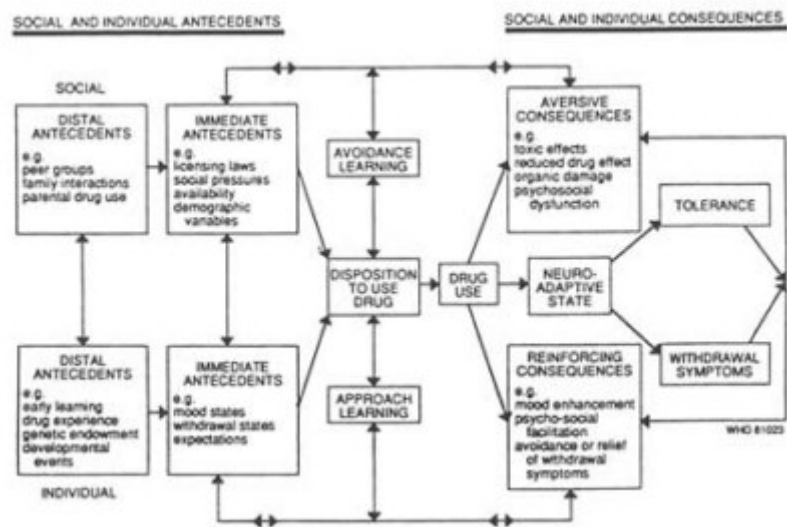 SOCIAL AND INDIVIDUAL ANTECEDENTS
SOCIAL AND INDIVIDUAL CONSEQUENCES
SOCIAL
DISTAL
ANTECEDENTS
e.g.
peer groups
family interactions
parental drug use
IMMEDIATE
ANTECEDENTS
e.g.
licensing laws
social pressures
availability
demographic
variables
AVOIDANCE
LEARNING
AVERSIVE
CONSEQUENCES
e.g.
toxic effects
reduced drug effect
organic damage
psychosocial
dysfunction
TOLERANCE
DISPOSITION
TO USE
DRUG
DRUG
USE
NEURO-
ADAPTIVE
STATE
DISTAL
ANTECEDENTS
e.g.
early learning
drug experience
genetic endowment
developmental
events
INDIVIDUAL
IMMEDIATE
ANTECEDENTS
e.g.
mood states
withdrawal states
expectations
APPROACH
LEARNING
REINFORCING
CONSEQUENCES
e.g.
mood enhancement
psycho-social
facilitation
avoidance or relief
of withdrawal
symptoms
WITHDRAWAL
SYMPTOMS
WHO 81023